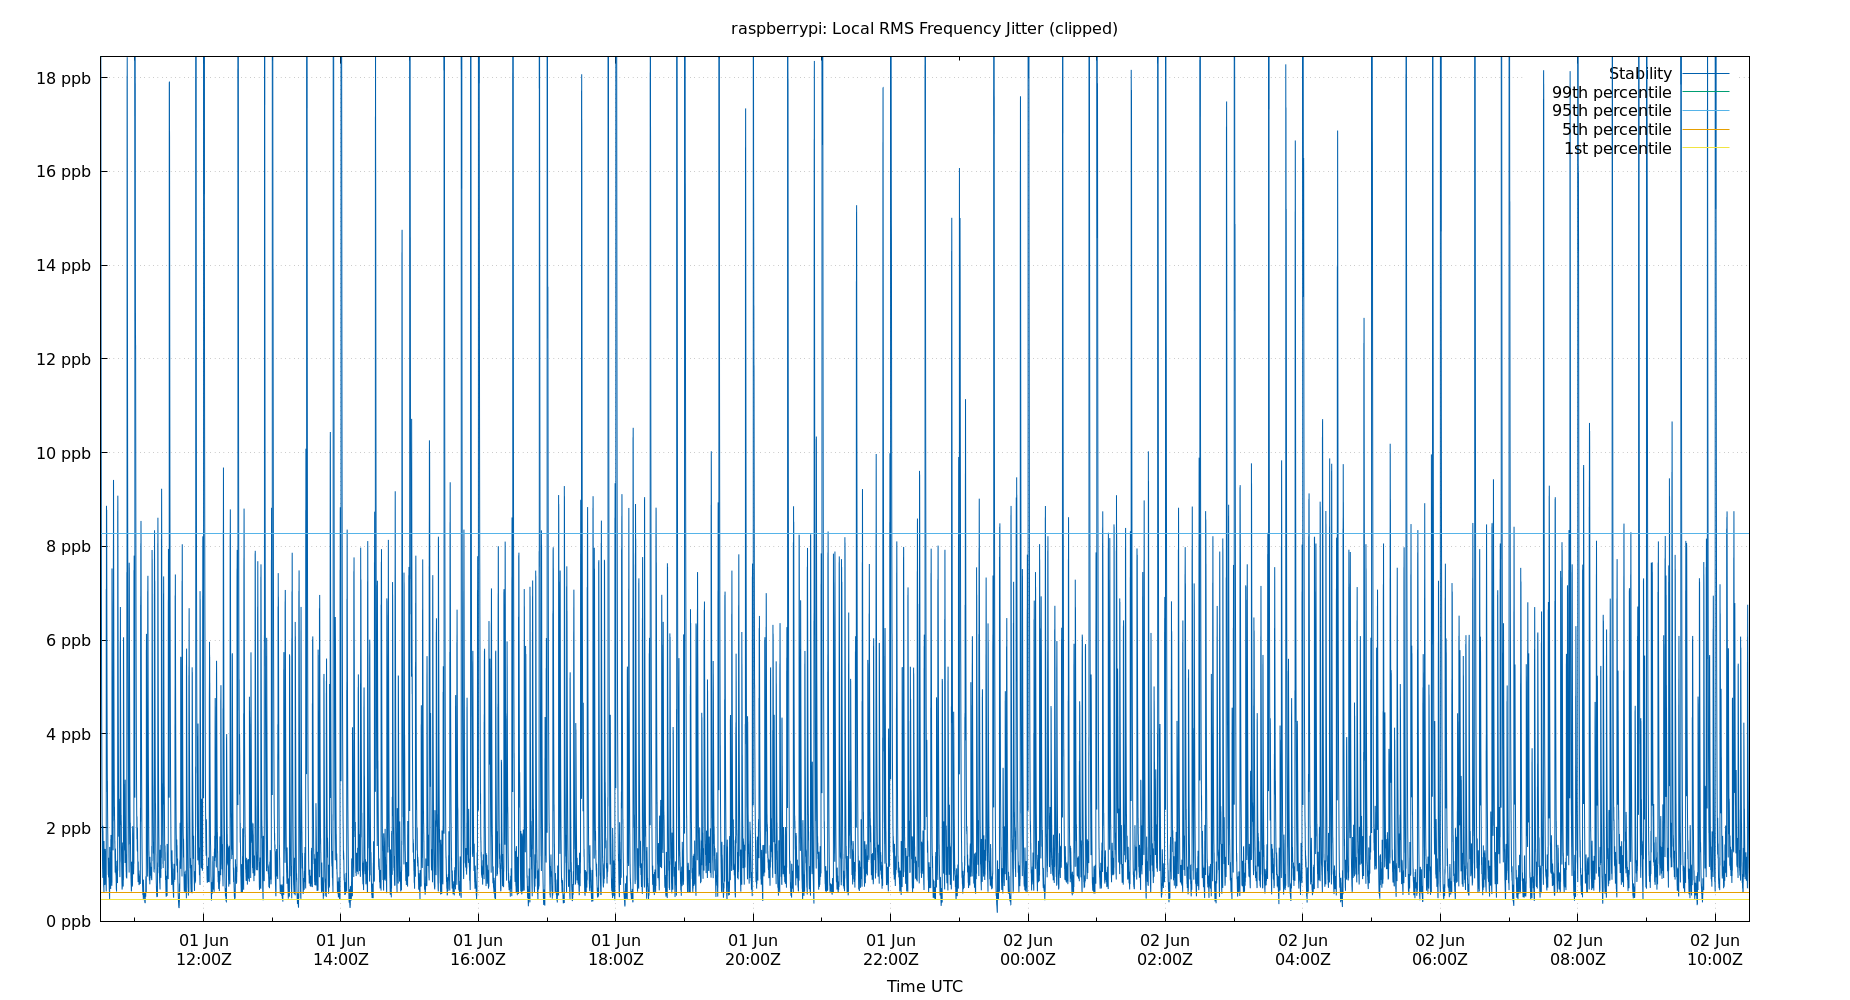 raspberrypi: Local RMS Frequency Jitter (clipped)
18 ppb
16 ppb
14 ppb
12 ppb
10 ppb
8 ppb
6 ppb
4 ppb
2 ppb
0 ppb
Stability
99th percentile
95th percentile
5th percentile
1st percentile
01 Jun 01 Jun 01 Jun 01 Jun 01 Jun 01 Jun 02 Jun 02 Jun 02 Jun 02 Jun 02 Jun 02 Jun
12:00Z 14:00Z 16:00Z 18:00Z 20:00Z 22:00Z 00:00Z 02:00Z 04:00Z 06:00Z 08:00Z 10:00Z
Time UTC